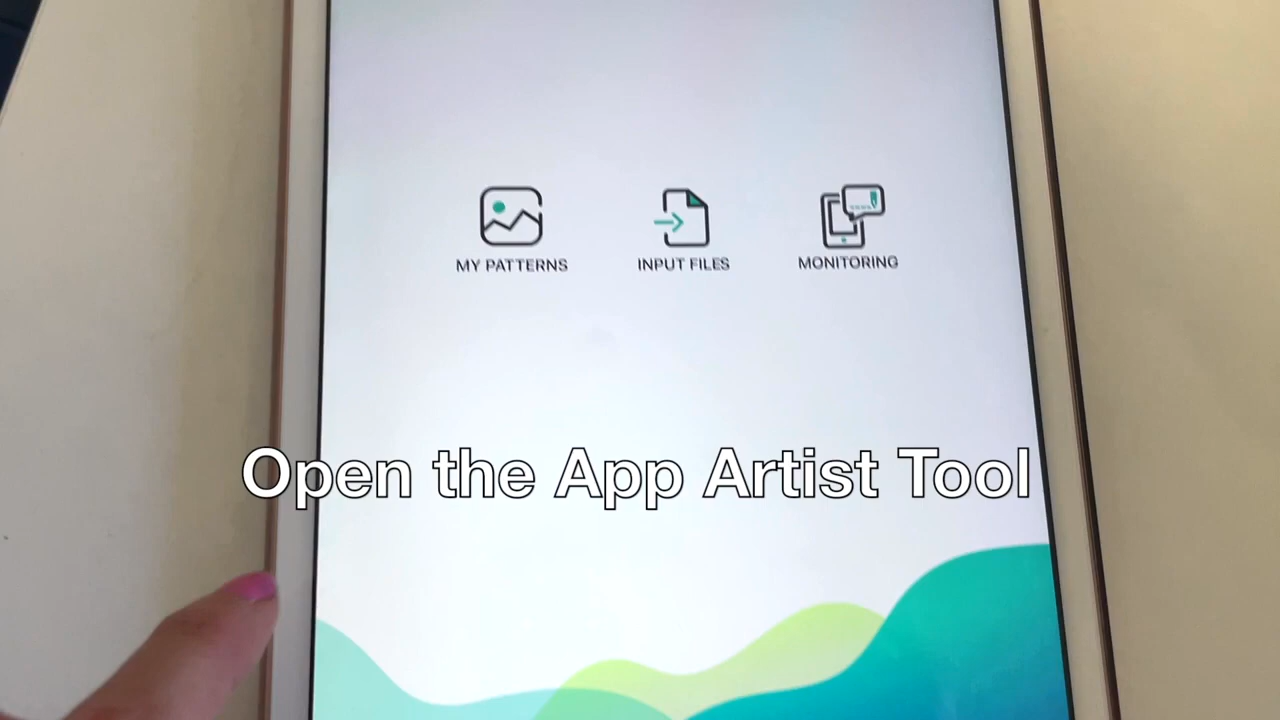 MY PATTERNS
INPUT FILES
MONITORING
Open the App Artist Tool